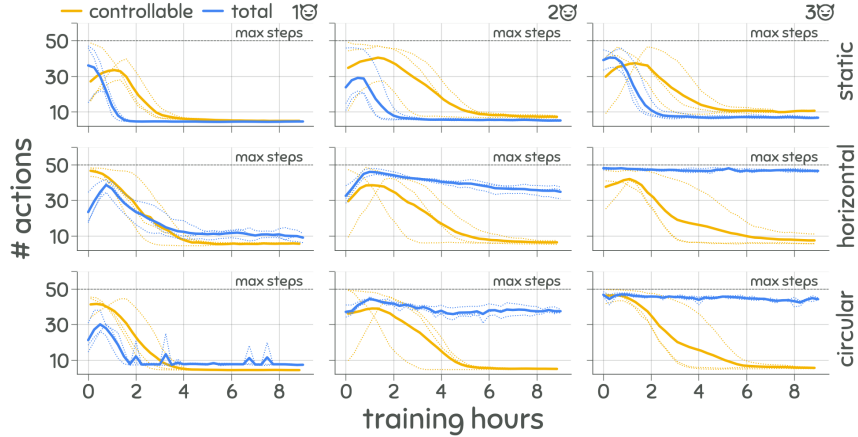 controllable total 1😈 2😈 3😈
50 max steps max steps max steps
30
10
static
50 max steps max steps max steps
30
10
horizontal
50 max steps max steps max steps
30
10
circular
# actions
0 2 4 6 8 0 2 4 6 8 0 2 4 6 8
training hours